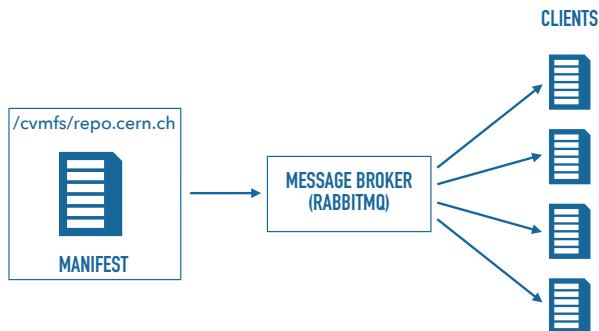 CLIENTS
/cvmfs/repo.cern.ch
MANIFEST
MESSAGE BROKER
(RABBITMQ)